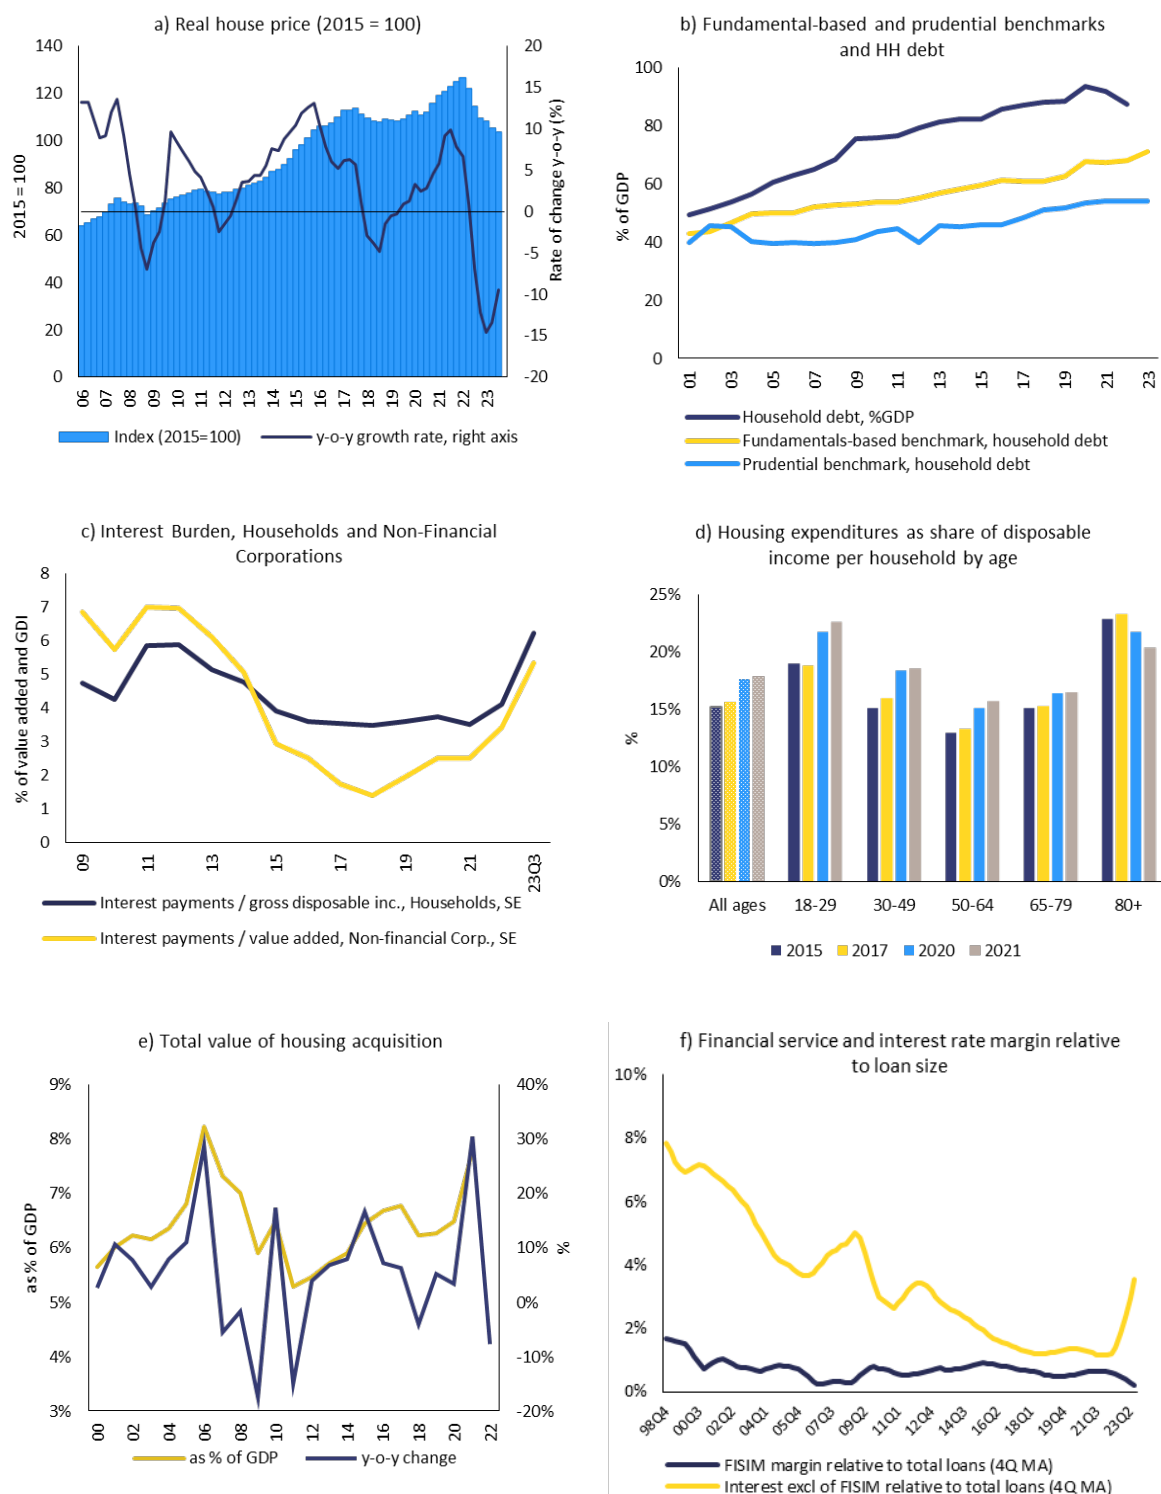 a) Real house price (2015 = 100)
140
120
100
80
60
40
20
0
2015 = 100
20
15
10
5
0
-5
-10
-15
-20
Rate of change y-o-y (%)
06 07 08 09 10 11 12 13 14 15 16 17 18 19 20 21 22 23
Index (2015=100) y-o-y growth rate, right axis
b) Fundamental-based and prudential benchmarks
and HH debt
100
80
60
40
20
0
% of GDP
01 03 05 07 09 11 13 15 17 19 21 23
Household debt, %GDP
Fundamentals-based benchmark, household debt
Prudential benchmark, household debt
c) Interest Burden, Households and Non-Financial
Corporations
8
7
6
5
4
3
2
1
0
% of value added and GDI
09 11 13 15 17 19 21 23Q3
Interest payments / gross disposable inc., Households, SE
Interest payments / value added, Non-financial Corp., SE
d) Housing expenditures as share of disposable
income per household by age
25%
20%
15%
10%
5%
0%
%
All ages 18-29 30-49 50-64 65-79 80+
2015 2017 2020 2021
e) Total value of housing acquisition
9%
8%
7%
6%
5%
4%
3%
as % of GDP
40%
30%
20%
10%
0%
-10%
-20%
%
00 02 04 06 08 10 12 14 16 18 20 22
as % of GDP y-o-y change
f) Financial service and interest rate margin relative
to loan size
10%
8%
6%
4%
2%
0%
98Q4 00Q3 02Q2 04Q1 05Q4 07Q3 09Q2 11Q1 12Q4 14Q3 16Q2 18Q1 19Q4 21Q3 23Q2
FISIM margin relative to total loans (4Q MA)
Interest excl of FISIM relative to total loans (4Q MA)